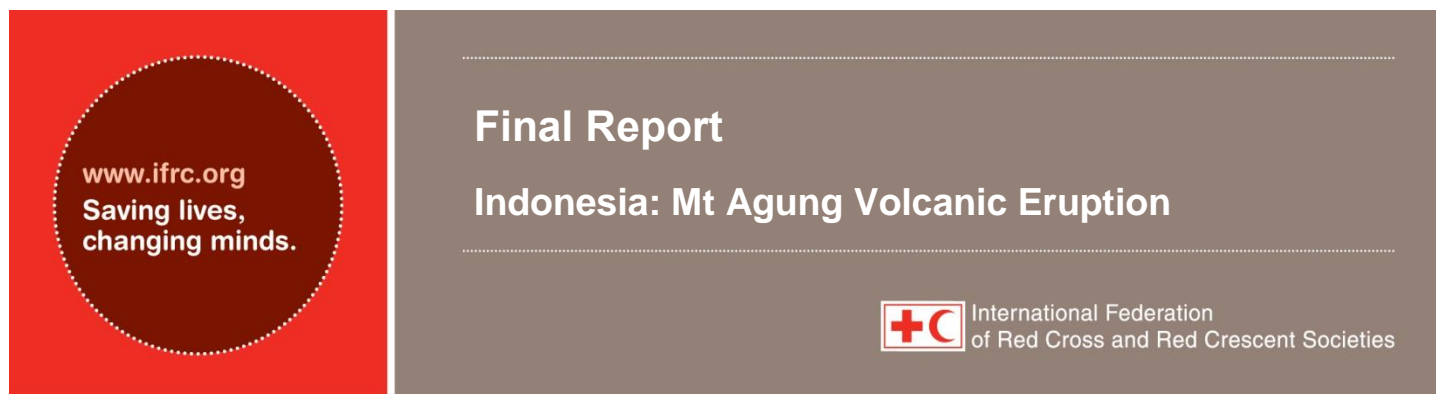 www.ifrc.org
Saving lives,
changing minds.
Final Report
Indonesia: Mt Agung Volcanic Eruption
International Federation
of Red Cross and Red Crescent Societies